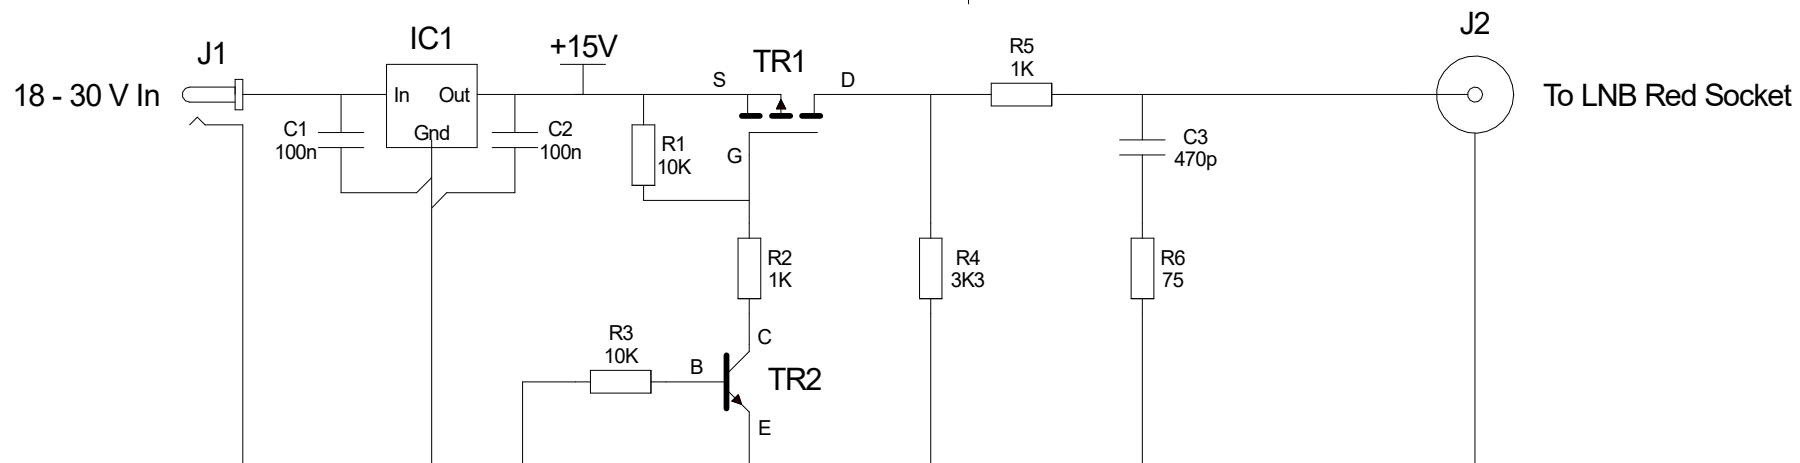 J1
18 - 30 V In
IC1
In
Out
Gnd
C1
100n
C2
100n
+15V
R1
10K
TR1
S
D
G
R2
1K
R3
10K
B
C
TR2
E
R4
3K3
R5
1K
C3
470p
R6
75
J2
To LNB Red Socket